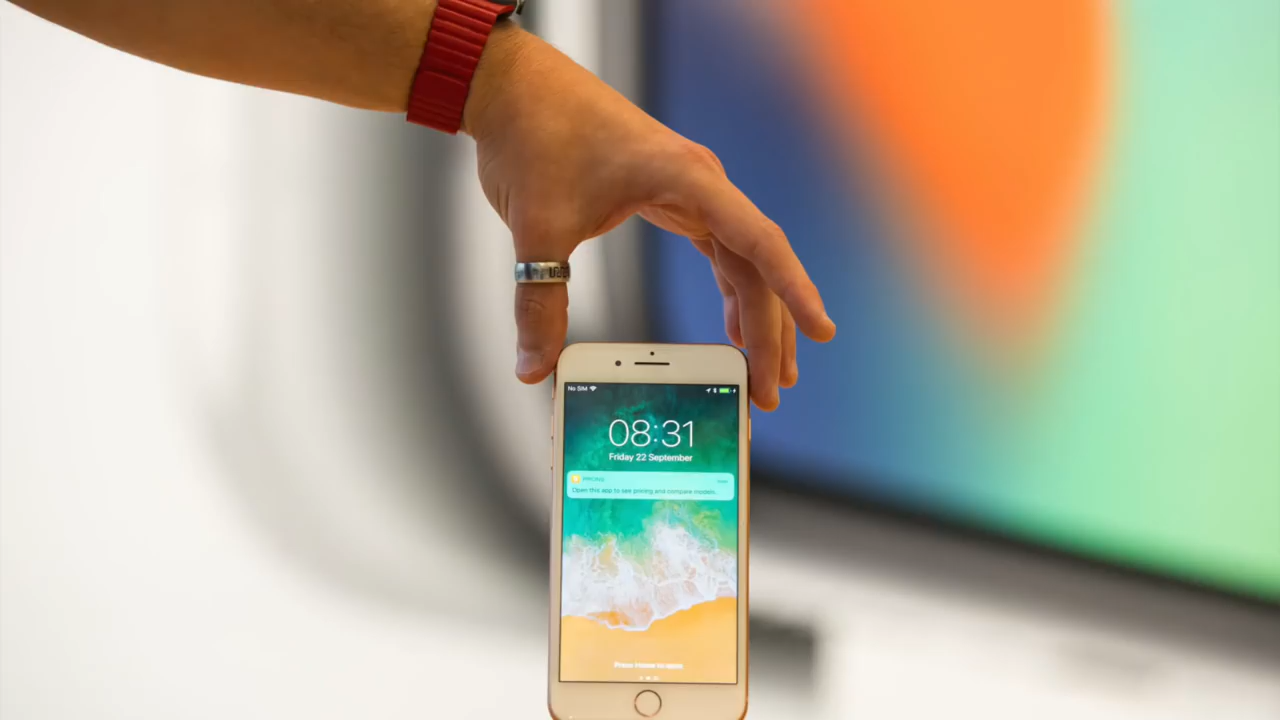 No SIM
08:31
Friday 22 September
PRICING
Open this app to see pricing and compare models.
Press Home to open